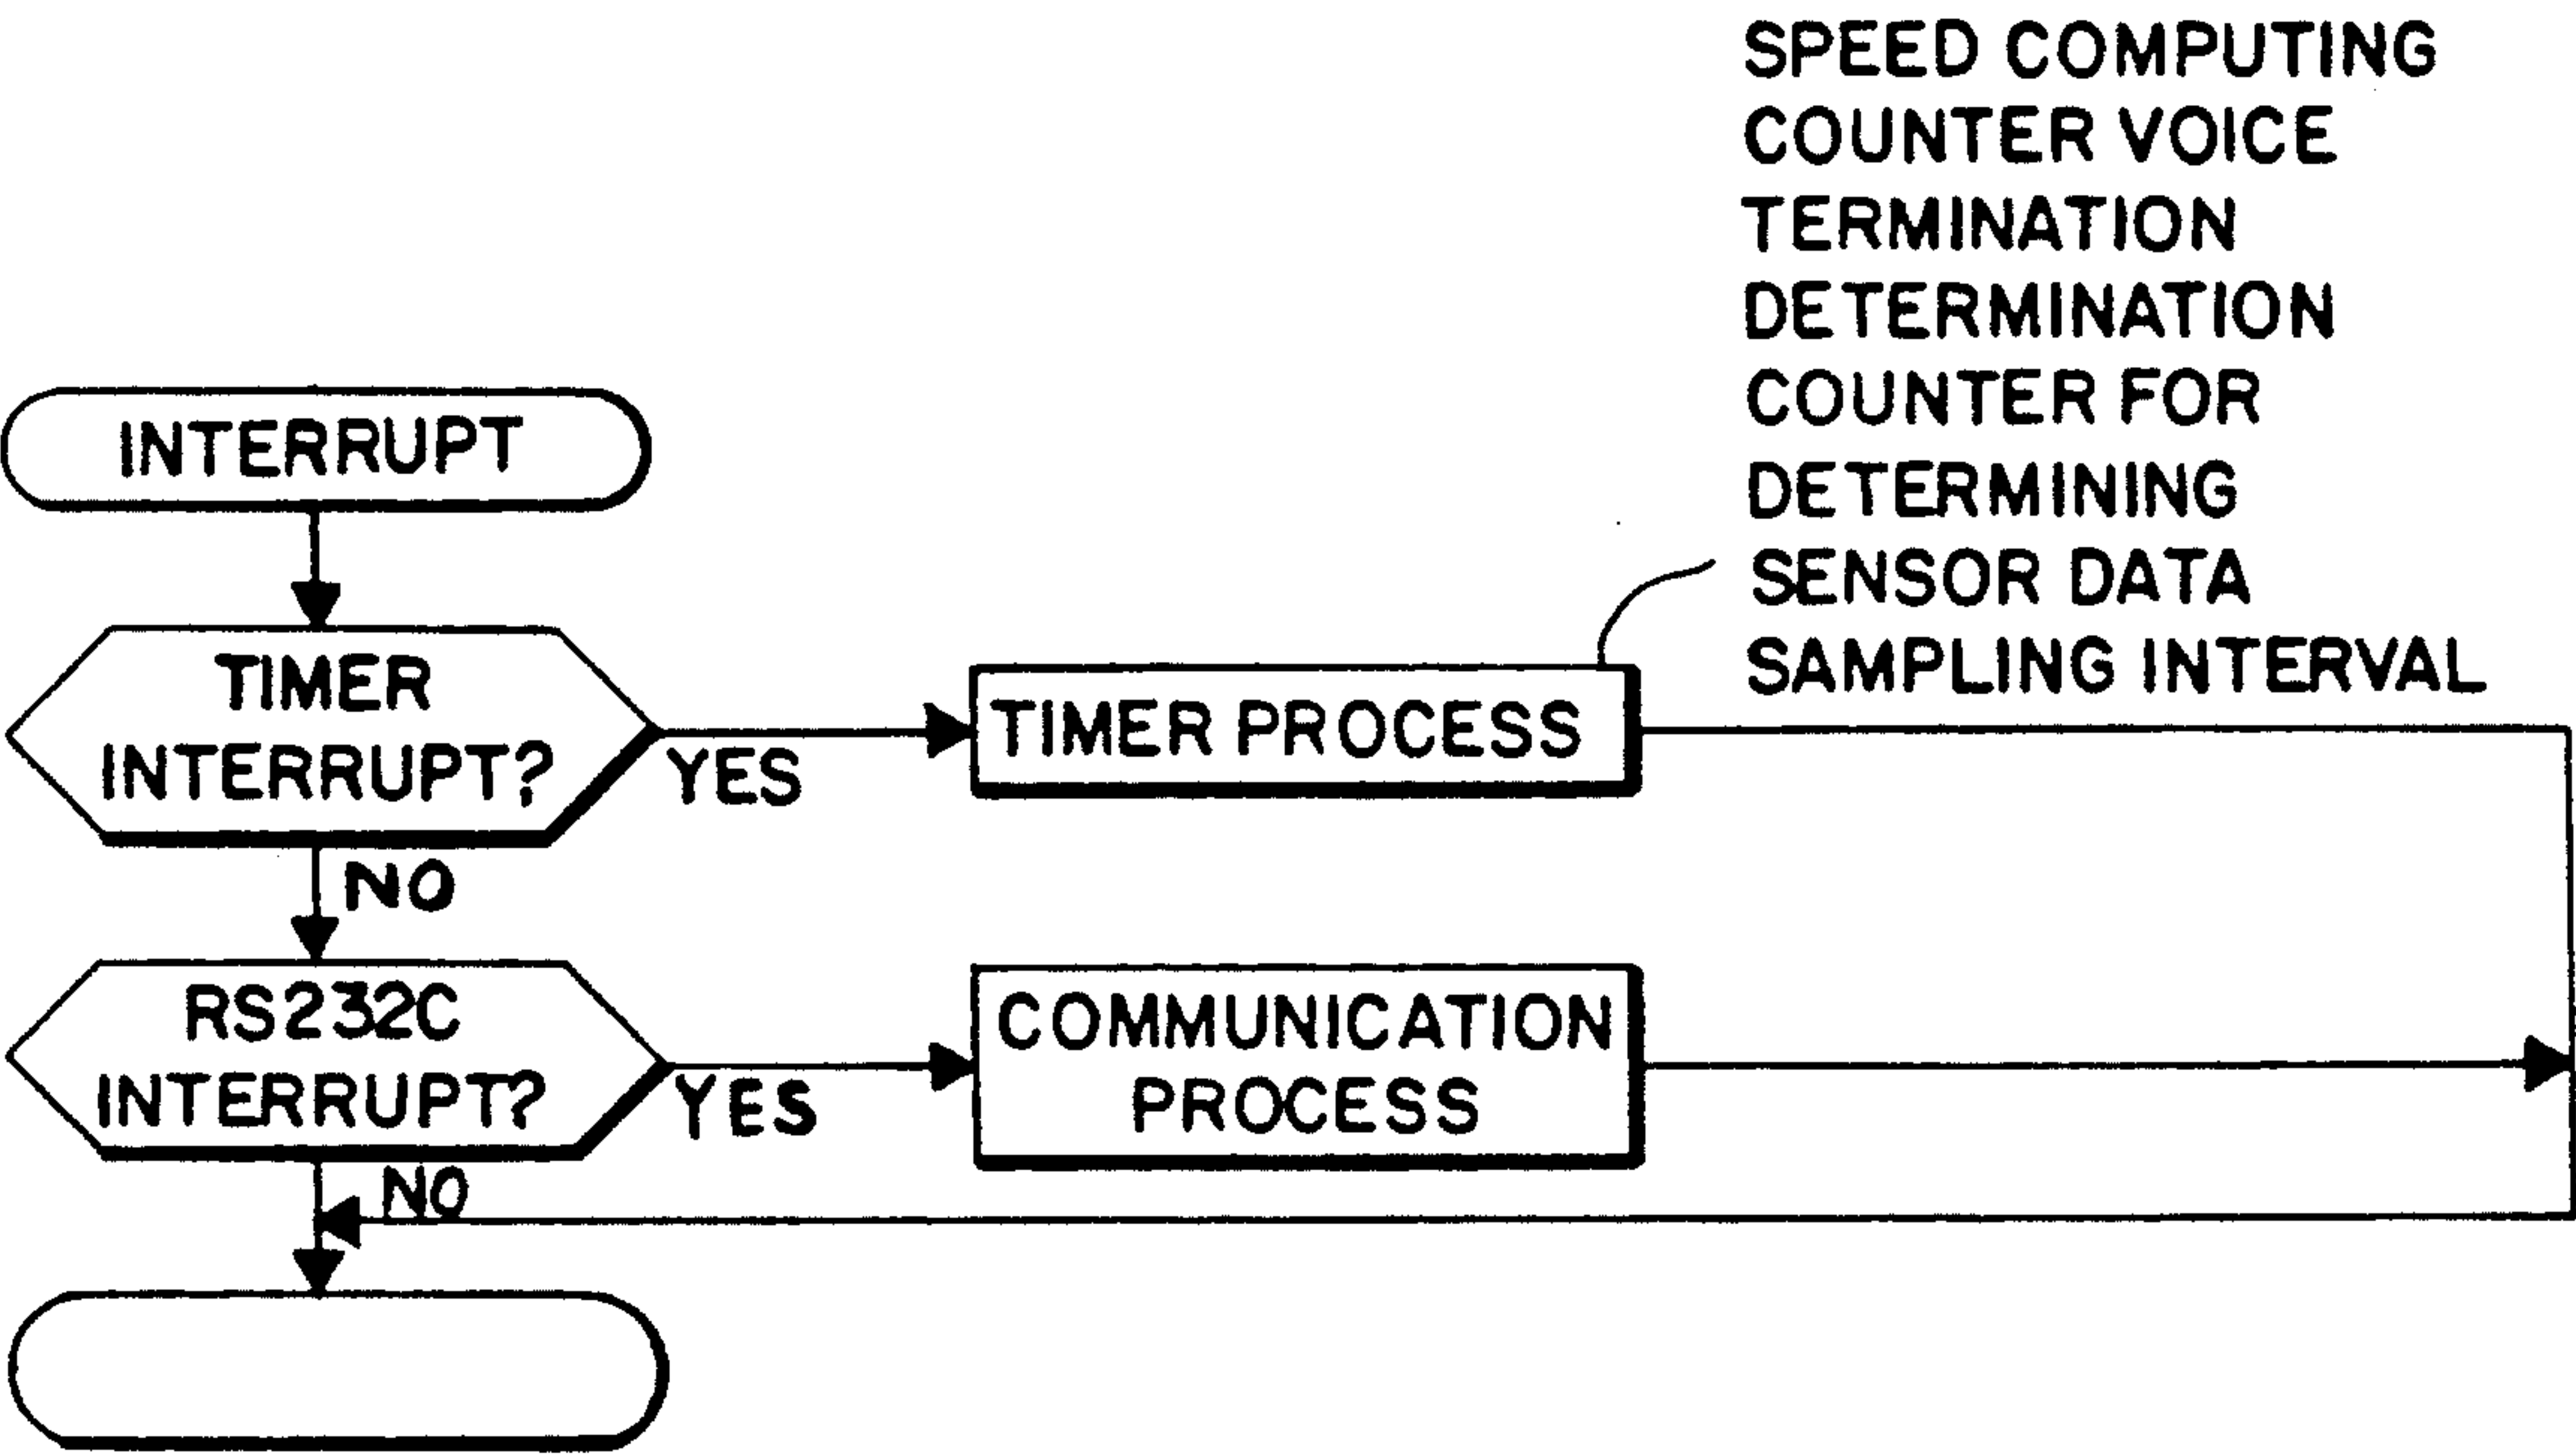 SPEED COMPUTING
COUNTER VOICE
TERMINATION
DETERMINATION
COUNTER FOR
DETERMINING
SENSOR DATA
SAMPLING INTERVAL
INTERRUPT
TIMER
INTERRUPT?
YES
TIMER PROCESS
NO
RS232C
INTERRUPT?
YES
COMMUNICATION
PROCESS
NO